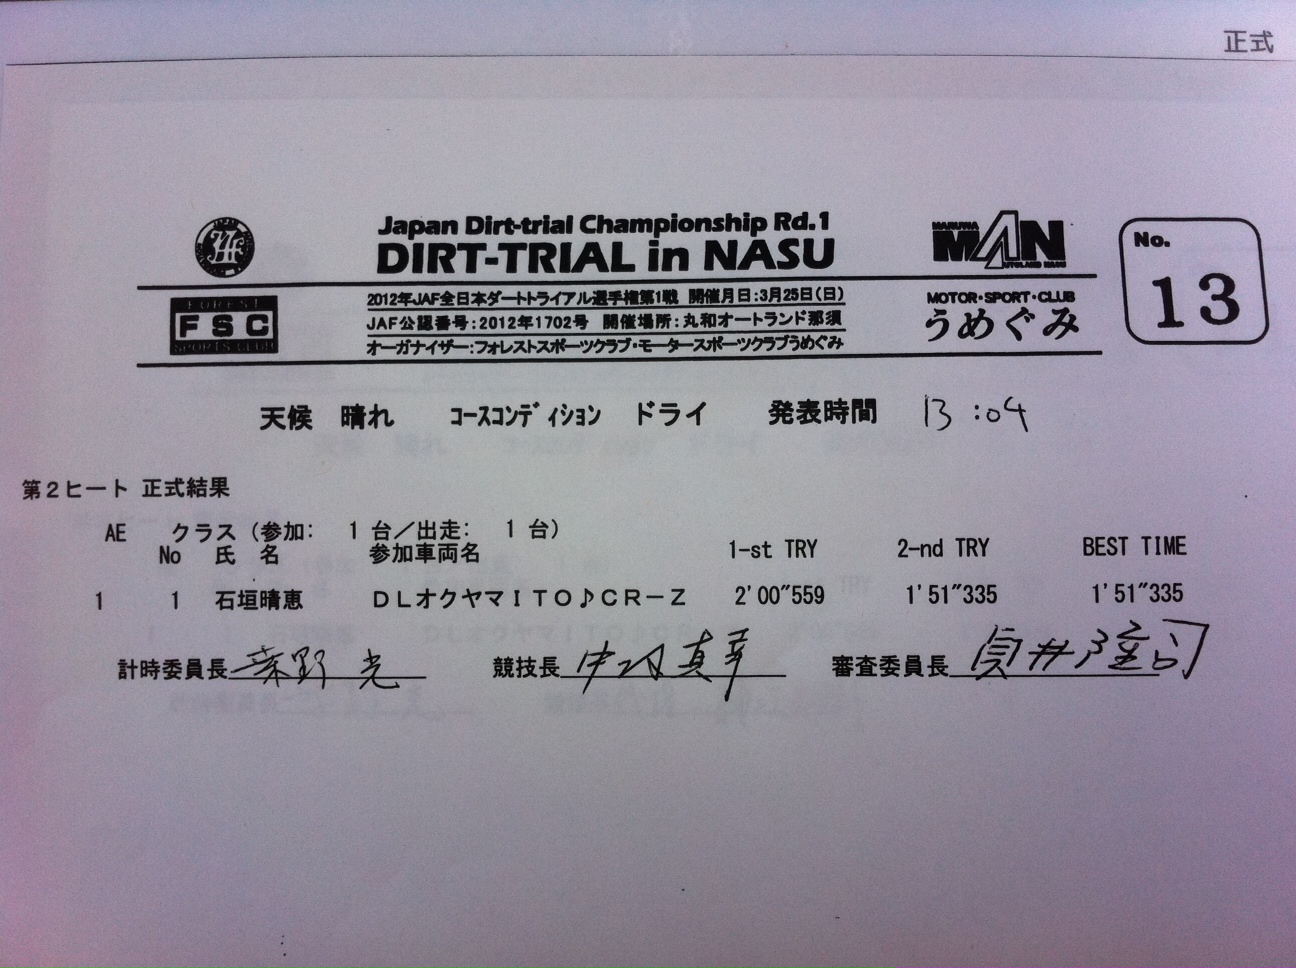 正式
Japan Dirt-trial Championship Rd.1
DIRT-TRIAL in NASU
MAN
No.
13
FOREST
FSC
SPORTS CLUB
2012年JAF全日本ダートトライアル選手権第1戦 開催月日:3月25日(日)
JAF公認番号:2012年1702号 開催場所:丸和オートランド那須
オーガナイザー:フォレストスポーツクラブ・モータースポーツクラブうめぐみ
MOTOR・SPORT・CLUB
うめぐみ
天候 晴れ コースコンディション ドライ 発表時間 13:04
第2ヒート 正式結果
AE クラス (参加: 1 台/出走: 1 台)
No 氏 名 参加車両名 1-st TRY 2-nd TRY BEST TIME
1 1 石垣晴恵 DLオクヤマITO♪CR-Z 2'00"559 1'51"335 1'51"335
計時委員長 競技長 審査委員長